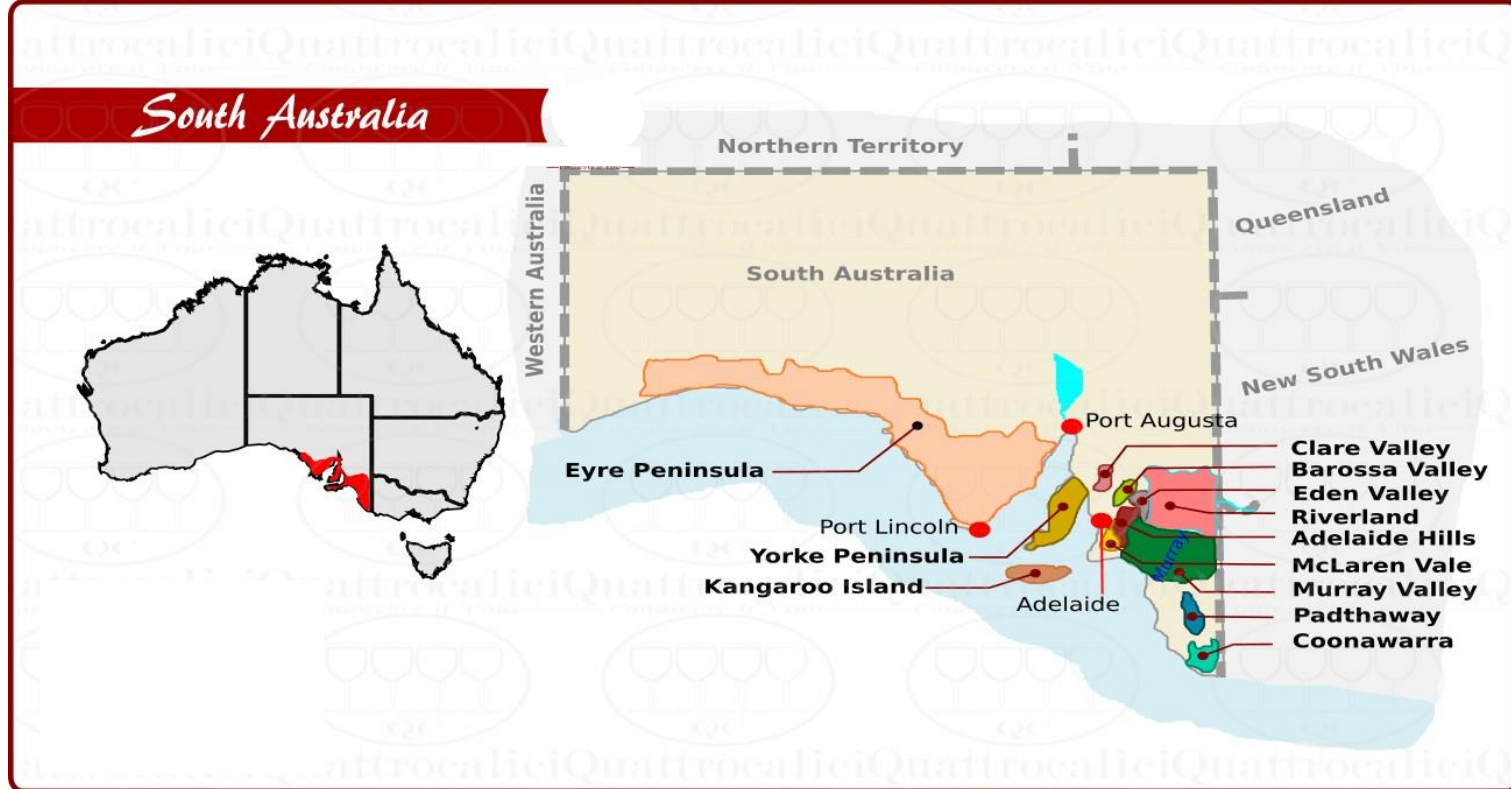 South Australia
Northern Territory
Western Australia
Queensland
South Australia
New South Wales
Port Augusta
Clare Valley
Barossa Valley
Eyre Peninsula
Eden Valley
Riverland
Port Lincoln
Adelaide Hills
Yorke Peninsula
Murray
McLaren Vale
Kangaroo Island
Murray Valley
Adelaide
Padthaway
Coonawarra
QuattrocaliciQuattrocaliciQuattrocalici
QC